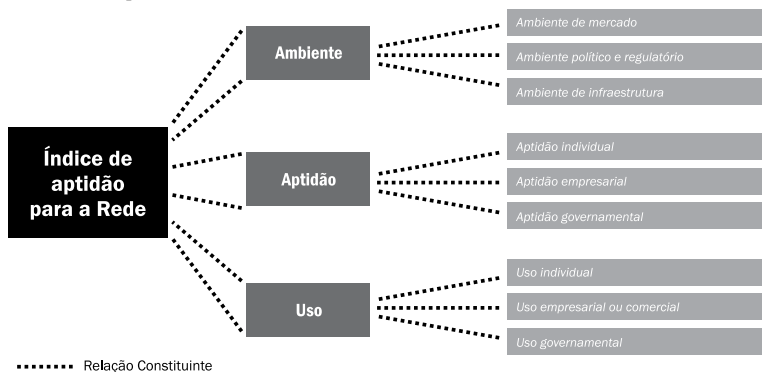 Índice de
aptidão
para a Rede
Ambiente
Ambiente de mercado
Ambiente político e regulatório
Ambiente de infraestrutura
Aptidão
Aptidão individual
Aptidão empresarial
Aptidão governamental
Uso
Uso individual
Uso empresarial ou comercial
Uso governamental
Relação Constituinte